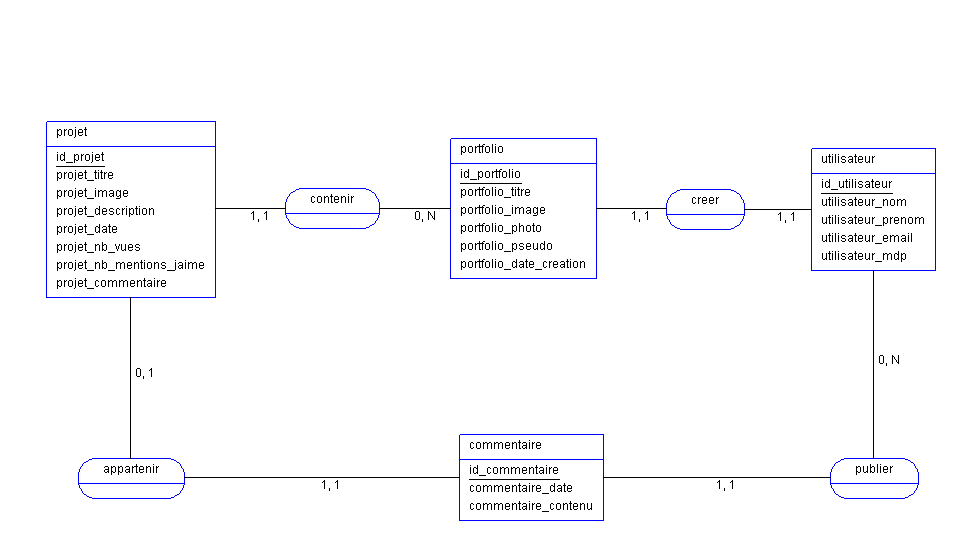 projet
id_projet
projet_titre
projet_image
projet_description
projet_date
projet_nb_vues
projet_nb_mentions_jaime
projet_commentaire
1, 1
contenir
0, N
portfolio
id_portfolio
portfolio_titre
portfolio_image
portfolio_photo
portfolio_pseudo
portfolio_date_creation
1, 1
creer
1, 1
utilisateur
id_utilisateur
utilisateur_nom
utilisateur_prenom
utilisateur_email
utilisateur_mdp
0, 1
0, N
appartenir
1, 1
commentaire
id_commentaire
commentaire_date
commentaire_contenu
1, 1
publier